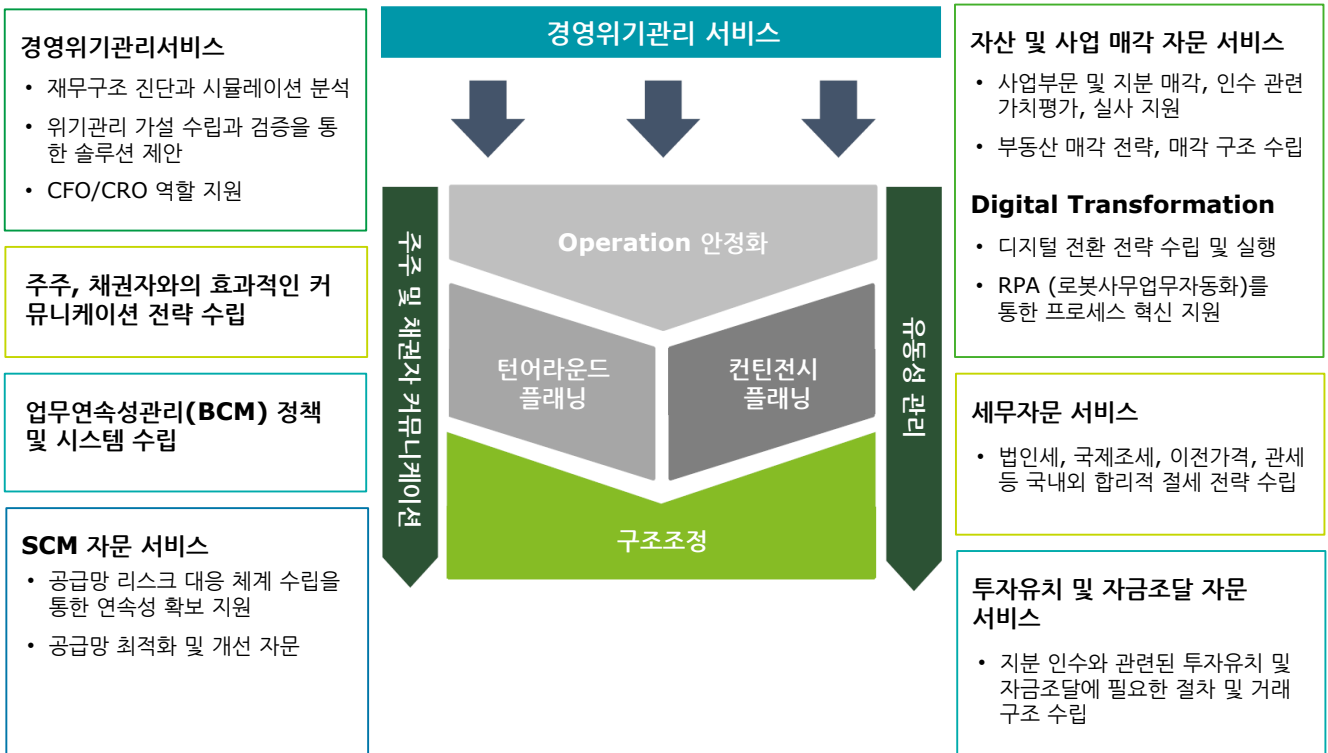 경영위기관리서비스
• 재무구조 진단과 시뮬레이션 분석
• 위기관리 가설 수립과 검증을 통
한 솔루션 제안
• CFO/CRO 역할 지원
주주, 채권자와의 효과적인 커
뮤니케이션 전략 수립
업무연속성관리(BCM) 정책
및 시스템 수립
SCM 자문 서비스
• 공급망 리스크 대응 체계 수립을
통한 연속성 확보 지원
• 공급망 최적화 및 개선 자문
경영위기관리 서비스
주주 및 채권자 커뮤니케이션
Operation 안정화
턴어라운드
플래닝
컨틴전시
플래닝
구조조정
유동성 관리
자산 및 사업 매각 자문 서비스
• 사업부문 및 지분 매각, 인수 관련
가치평가, 실사 지원
• 부동산 매각 전략, 매각 구조 수립
Digital Transformation
• 디지털 전환 전략 수립 및 실행
• RPA (로봇사무업무자동화)를
통한 프로세스 혁신 지원
세무자문 서비스
• 법인세, 국제조세, 이전가격, 관세
등 국내외 합리적 절세 전략 수립
투자유치 및 자금조달 자문
서비스
• 지분 인수와 관련된 투자유치 및
자금조달에 필요한 절차 및 거래
구조 수립